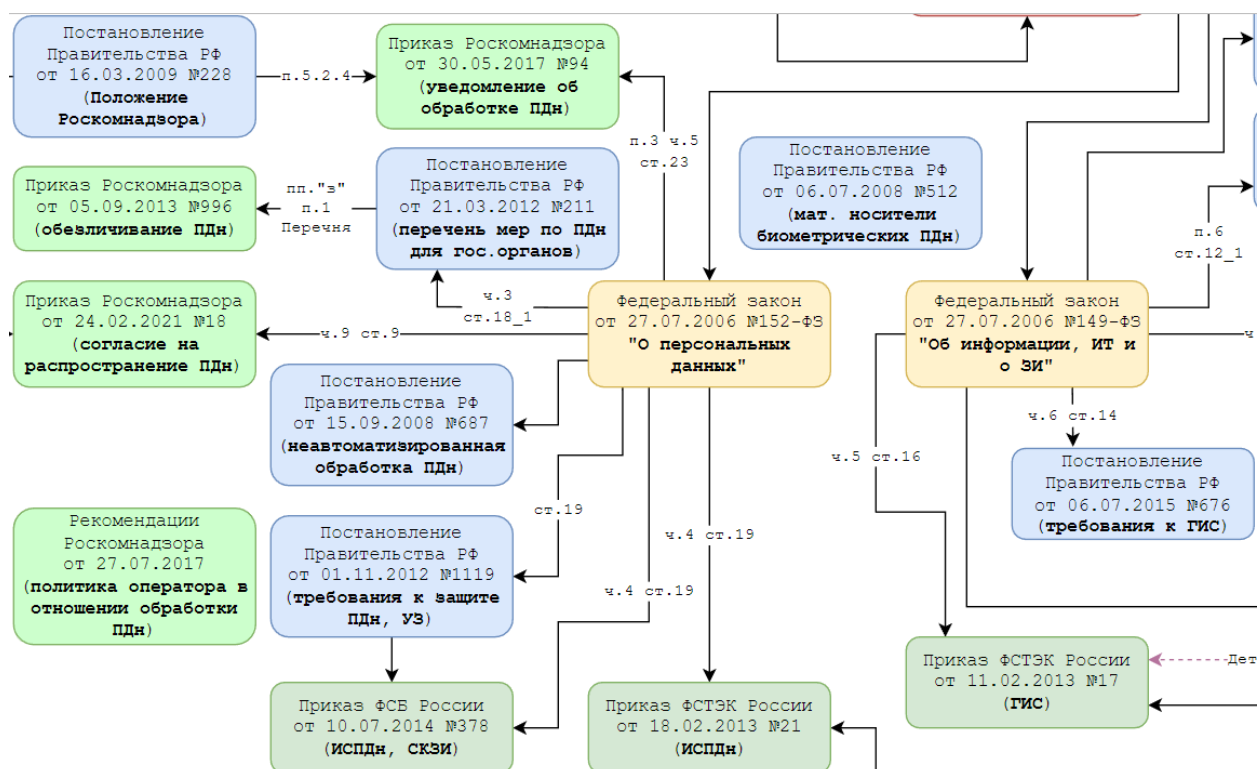 Постановление
Правительства РФ
от 16.03.2009 №228
(Положение
Роскомнадзора)
п.5.2.4
Приказ Роскомнадзора
от 30.05.2017 №94
(уведомление об
обработке ПДн)
п.3 ч.5
ст.23
Приказ Роскомнадзора
от 05.09.2013 №996
(обезличивание ПДн)
пп."з"
п.1
Перечня
Постановление
Правительства РФ
от 21.03.2012 №211
(перечень мер по ПДн
для гос.органов)
Постановление
Правительства РФ
от 06.07.2008 №512
(мат. носители
биометрических ПДн)
п.6
ст.12_1
Приказ Роскомнадзора
от 24.02.2021 №18
(согласие на
распространение ПДн)
ч.9 ст.9
ч.3
ст.18_1
Федеральный закон
от 27.07.2006 №152-ФЗ
"О персональных
данных"
Федеральный закон
от 27.07.2006 №149-ФЗ
"Об информации, ИТ и
о ЗИ"
ч
Постановление
Правительства РФ
от 15.09.2008 №687
(неавтоматизированная
обработка ПДн)
ч.6 ст.14
ч.5 ст.16
Постановление
Правительства РФ
от 06.07.2015 №676
(требования к ГИС)
Рекомендации
Роскомнадзора
от 27.07.2017
(политика оператора в
отношении обработки
ПДн)
Постановление
Правительства РФ
от 01.11.2012 №1119
(требования к защите
ПДн, УЗ)
ст.19
ч.4 ст.19
ч.4 ст.19
Приказ ФСБ России
от 10.07.2014 №378
(ИСПДн, СКЗИ)
Приказ ФСТЭК России
от 18.02.2013 №21
(ИСПДн)
Приказ ФСТЭК России
от 11.02.2013 №17
(ГИС)
Дет